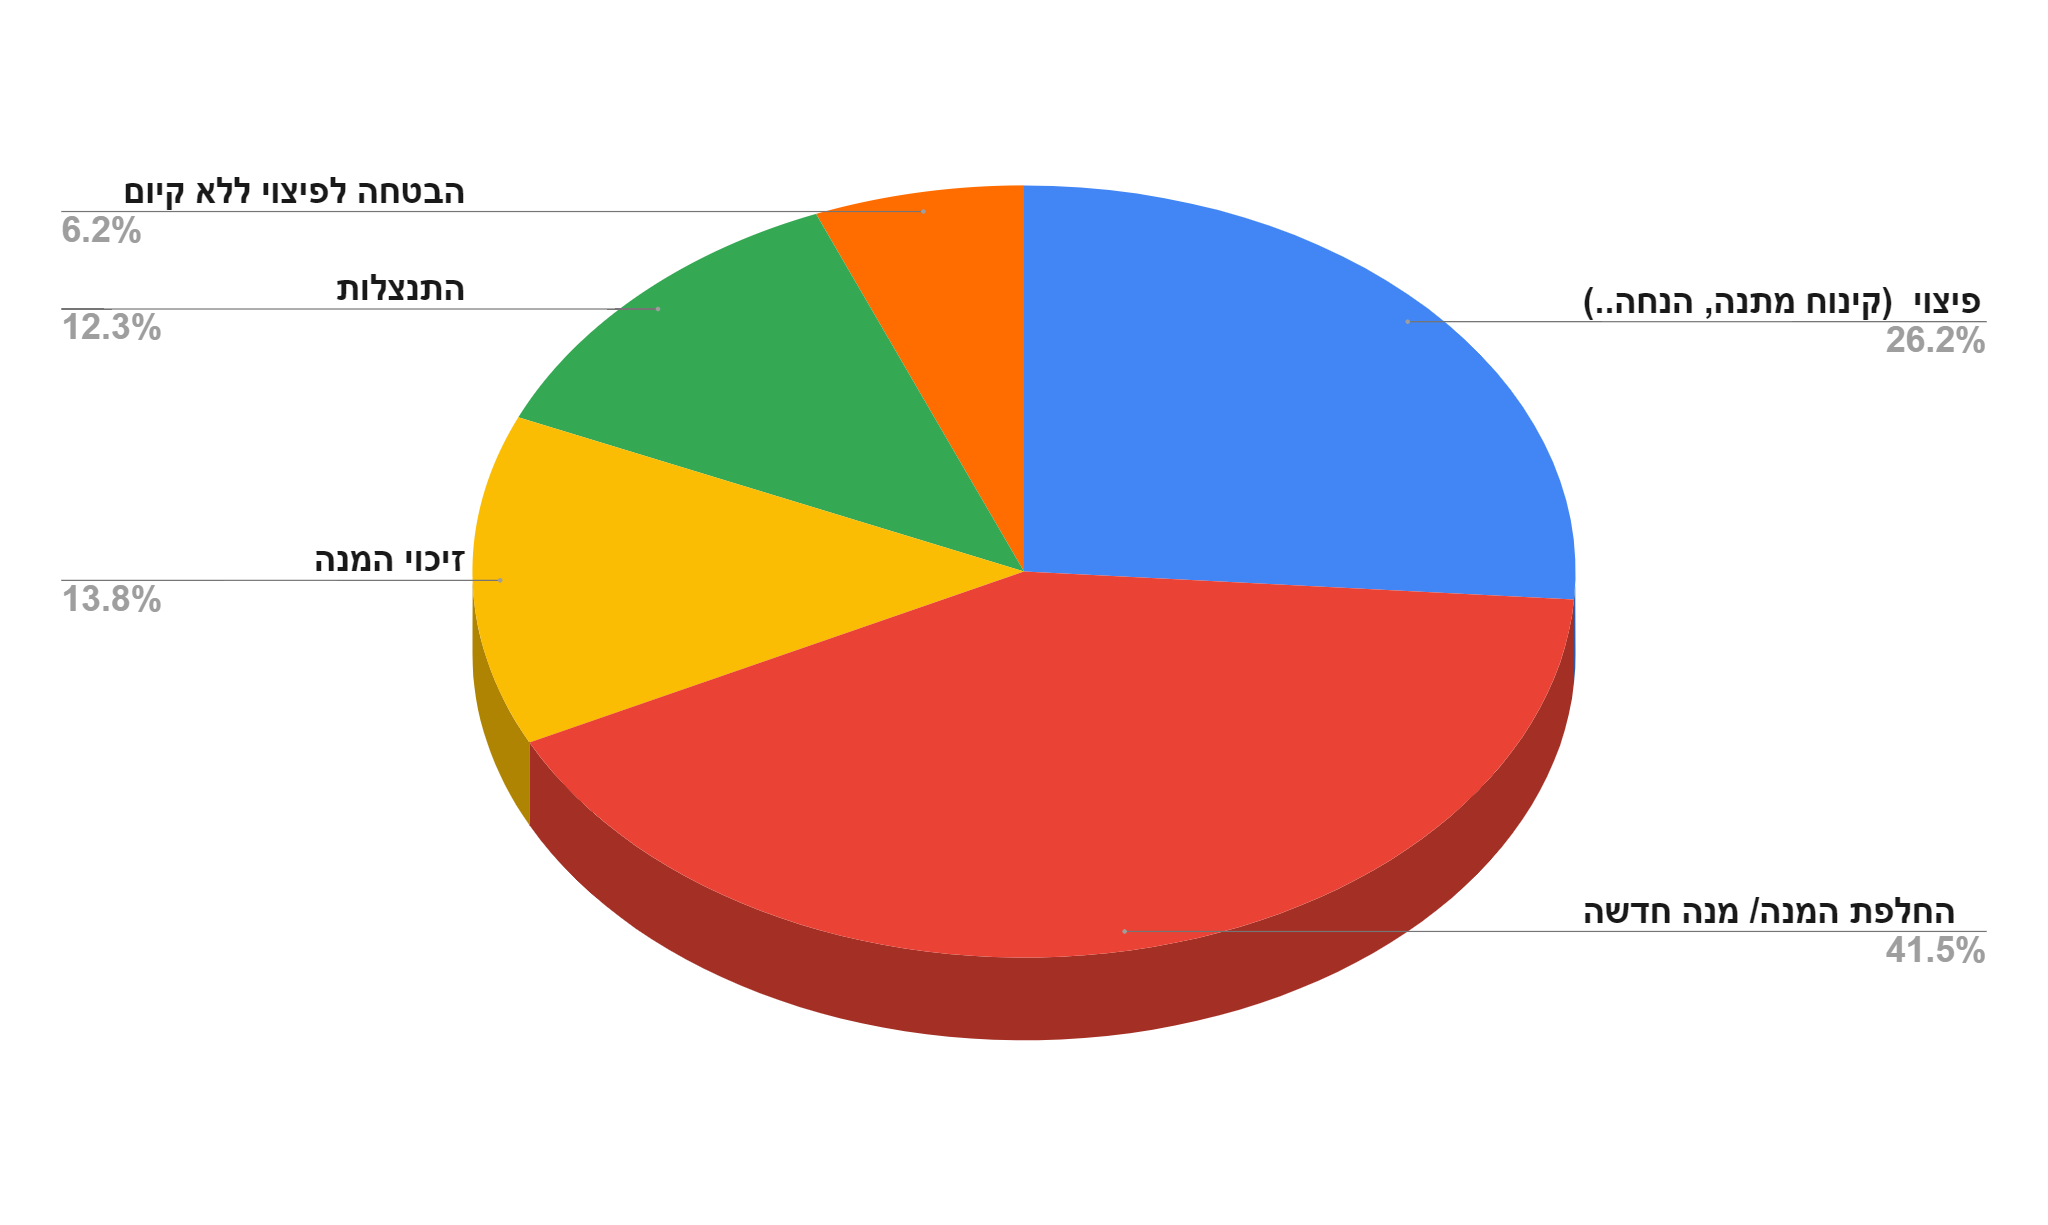 הבטחה לפיצוי ללא קיום
6.2%
התנצלות
12.3%
זיכוי המנה
13.8%
פיצוי  (קינוח מתנה, הנחה..)
26.2%
החלפת המנה/ מנה חדשה
41.5%